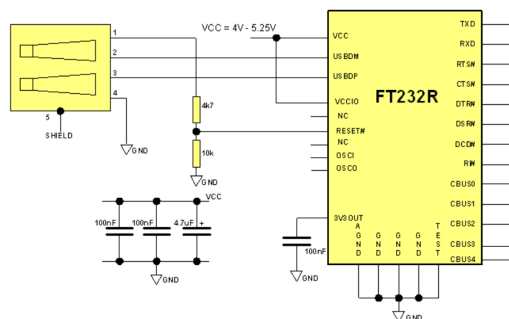 1
2
3
4
5
SHIELD
GND
VCC = 4V - 5.25V
4k7
10k
GND
VCC
100nF
100nF
4.7uF +
GND
FT232R
VCC
USBDM
USBDP
VCCIO
NC
RESET#
NC
OSCI
OSCO
3V3OUT
100nF
GND
AGND
GND
GND
GND
TEST
GND
TXD
RXD
RTS#
CTS#
DTR#
DSR#
DCD#
RI#
CBUS0
CBUS1
CBUS2
CBUS3
CBUS4